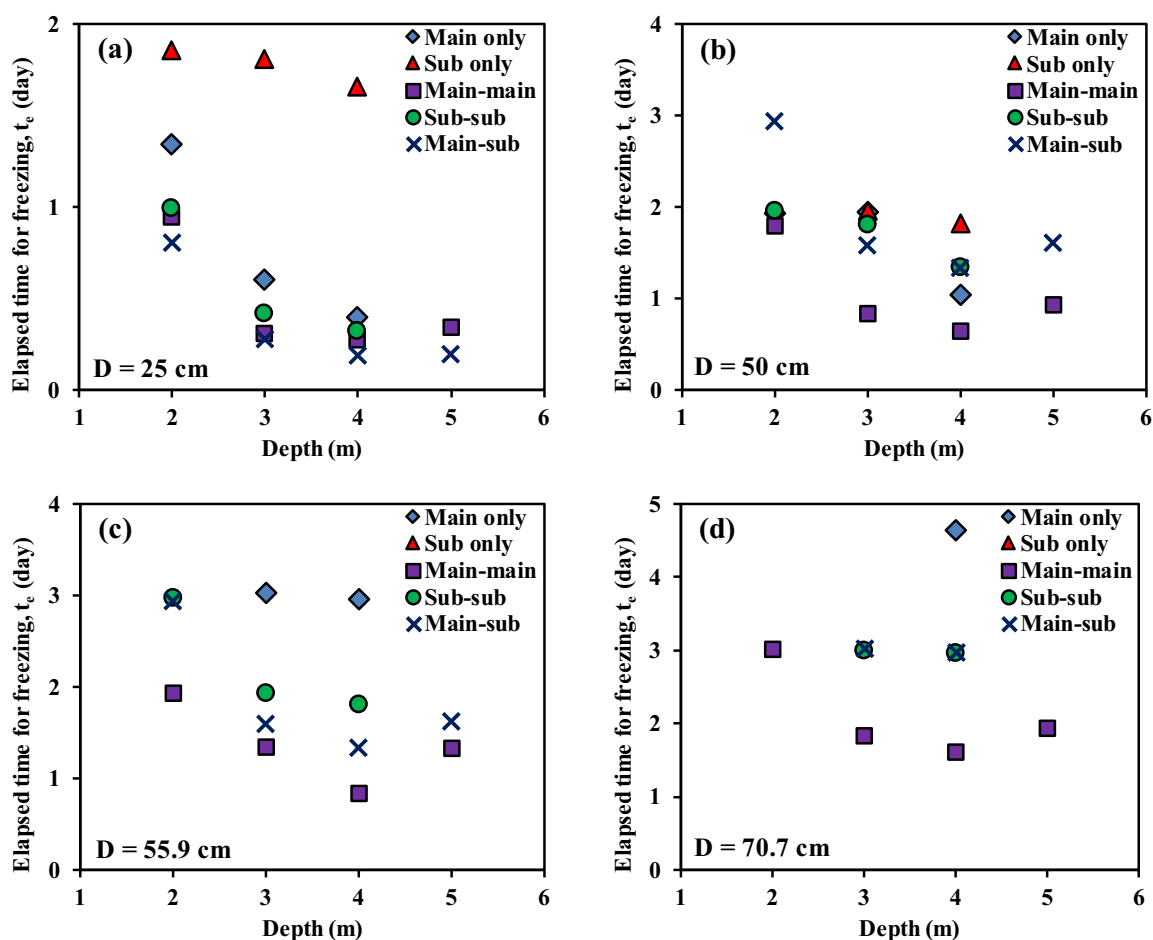 (a)
Elapsed time for freezing, tₑ (day)
2
1
0
Main only
Sub only
Main-main
Sub-sub
Main-sub
D = 25 cm
1 2 3 4 5 6
Depth (m)
(b)
Elapsed time for freezing, tₑ (day)
4
3
2
1
0
Main only
Sub only
Main-main
Sub-sub
Main-sub
D = 50 cm
1 2 3 4 5 6
Depth (m)
(c)
Elapsed time for freezing, tₑ (day)
4
3
2
1
0
Main only
Sub only
Main-main
Sub-sub
Main-sub
D = 55.9 cm
1 2 3 4 5 6
Depth (m)
(d)
Elapsed time for freezing, tₑ (day)
5
4
3
2
1
0
Main only
Sub only
Main-main
Sub-sub
Main-sub
D = 70.7 cm
1 2 3 4 5 6
Depth (m)